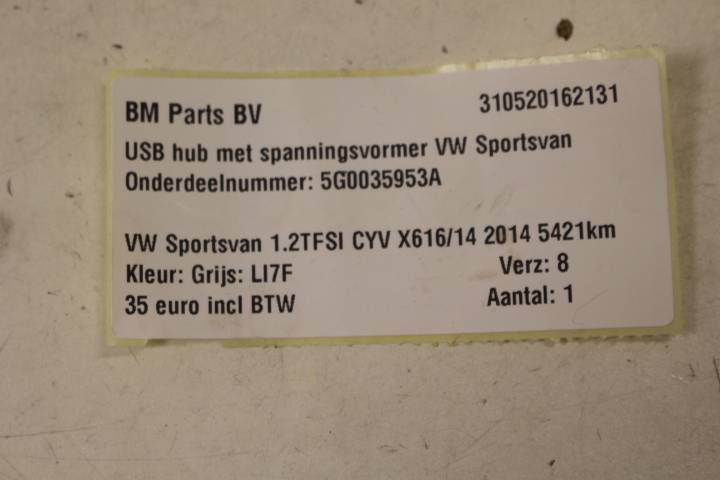 BM Parts BV 310520162131
USB hub met spanningsvormer VW Sportsvan
Onderdeelnummer: 5G0035953A
VW Sportsvan 1.2TFSI CYV X616/14 2014 5421km
Kleur: Grijs: LI7F Verz: 8
35 euro incl BTW Aantal: 1